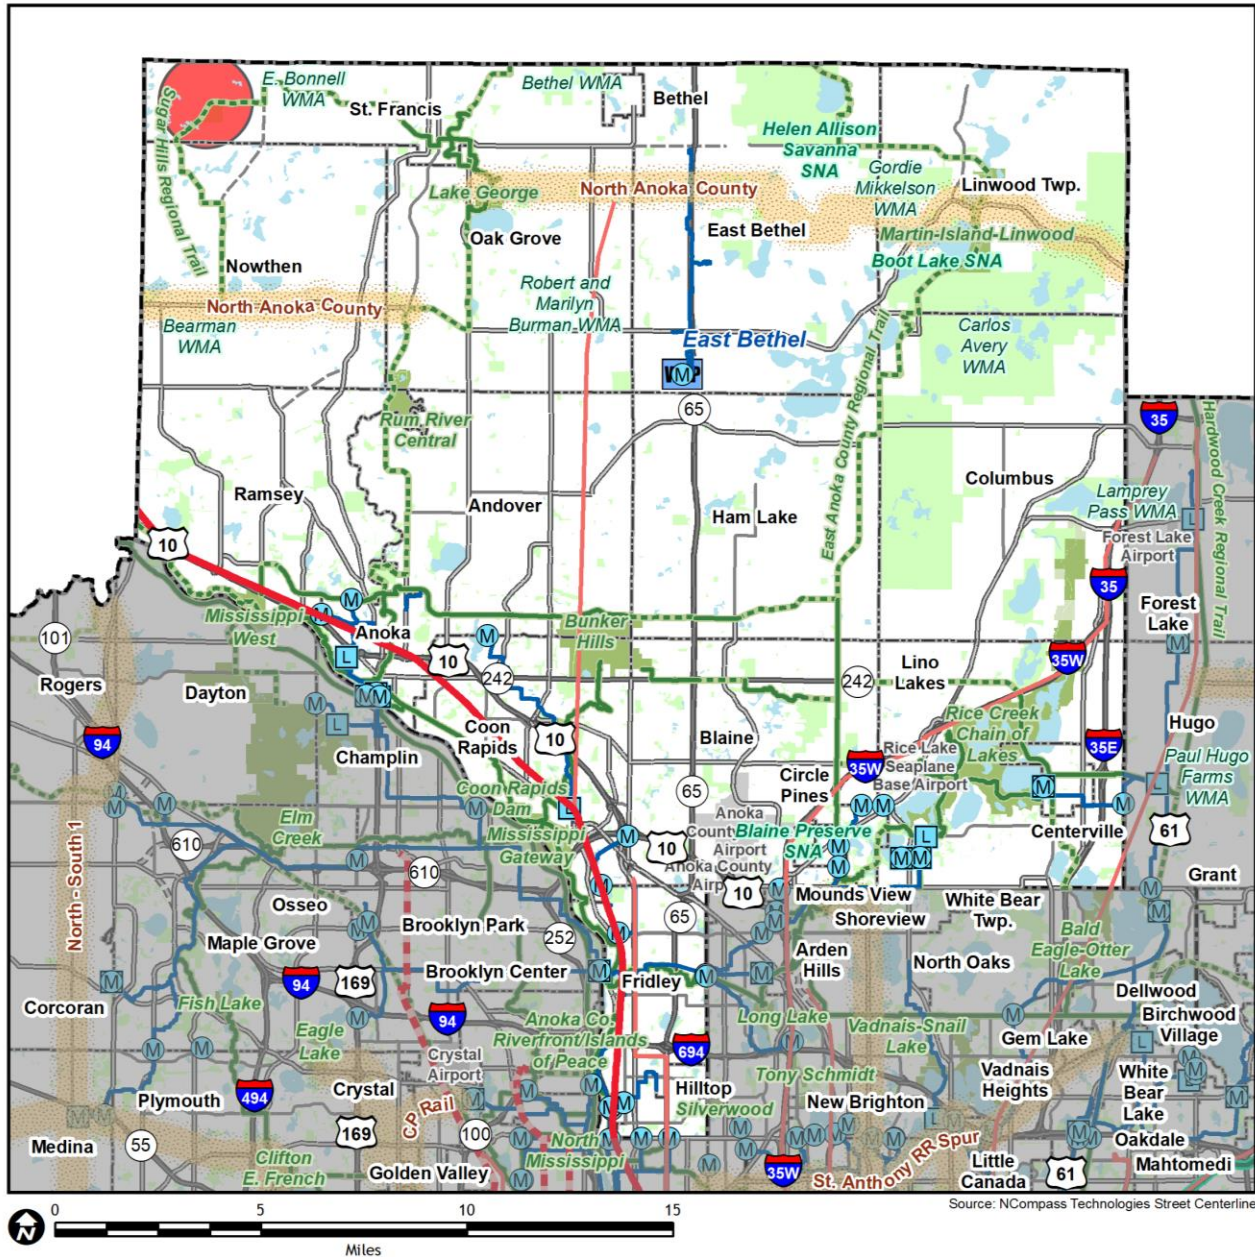 E. Bonnell
WMA
Bethel WMA
Bethel
St. Francis
Sugar Hills Regional Trail
Helen Allison
Savanna
SNA
Gordie
Mikkelson
WMA
Linwood Twp.
Lake George
North Anoka County
Oak Grove
East Bethel
Martin-Island-Linwood
Boot Lake SNA
Nowthen
North Anoka County
Bearman
WMA
Robert and
Marilyn
Burman WMA
East Bethel
Carlos
Avery
WMA
M
65
East Anoka County Regional Trail
Rum River
Central
35
Hardwood Creek Regional Trail
Ramsey
Andover
Ham Lake
Columbus
Lamprey
Pass WMA
L
Forest Lake
Airport
10
35
Forest
Lake
M
Mississippi
West
M
M
Anoka
L
10
M
Bunker
Hills
101
Rogers
Dayton
M
M
M
L
242
242
Lino
Lakes
35W
94
Champlin
Coon
Rapids
10
Blaine
Rice Creek
Chain of
Lakes
Hugo
35E
35W
Rice Lake
Seaplane
Base Airport
Circle
Pines
Paul Hugo
Farms
WMA
Coon Rapids
Dam
Mississippi
Gateway
65
Anoka
County
Airport
Anoka County
Airport
Blaine Preserve
SNA
Centerville
61
Elm
Creek
610
610
10
10
Grant
North - South 1
Osseo
Maple Grove
Brooklyn Park
252
65
Mounds View
Shoreview
White Bear
Twp.
Arden
Hills
Bald
Eagle-Otter
Lake
North Oaks
Brooklyn Center
Fridley
94
169
Corcoran
Fish Lake
Eagle
Lake
94
Anoka Co.
Riverfront/Islands
of Peace
Long Lake
Vadnais-Snail
Lake
Gem Lake
Dellwood
Birchwood
Village
Crystal
Airport
694
Plymouth
494
Crystal
C.P. Rail
Hilltop
Silverwood
Tony Schmidt
New Brighton
Vadnais
Heights
White
Bear
Lake
Medina
55
169
100
Clifton
E. French
Golden Valley
North
Mississippi
35W
St. Anthony RR Spur
Little
Canada
61
Oakdale
Mahtomedi
N
0 5 10 15
Miles
Source: NCompass Technologies Street Centerline